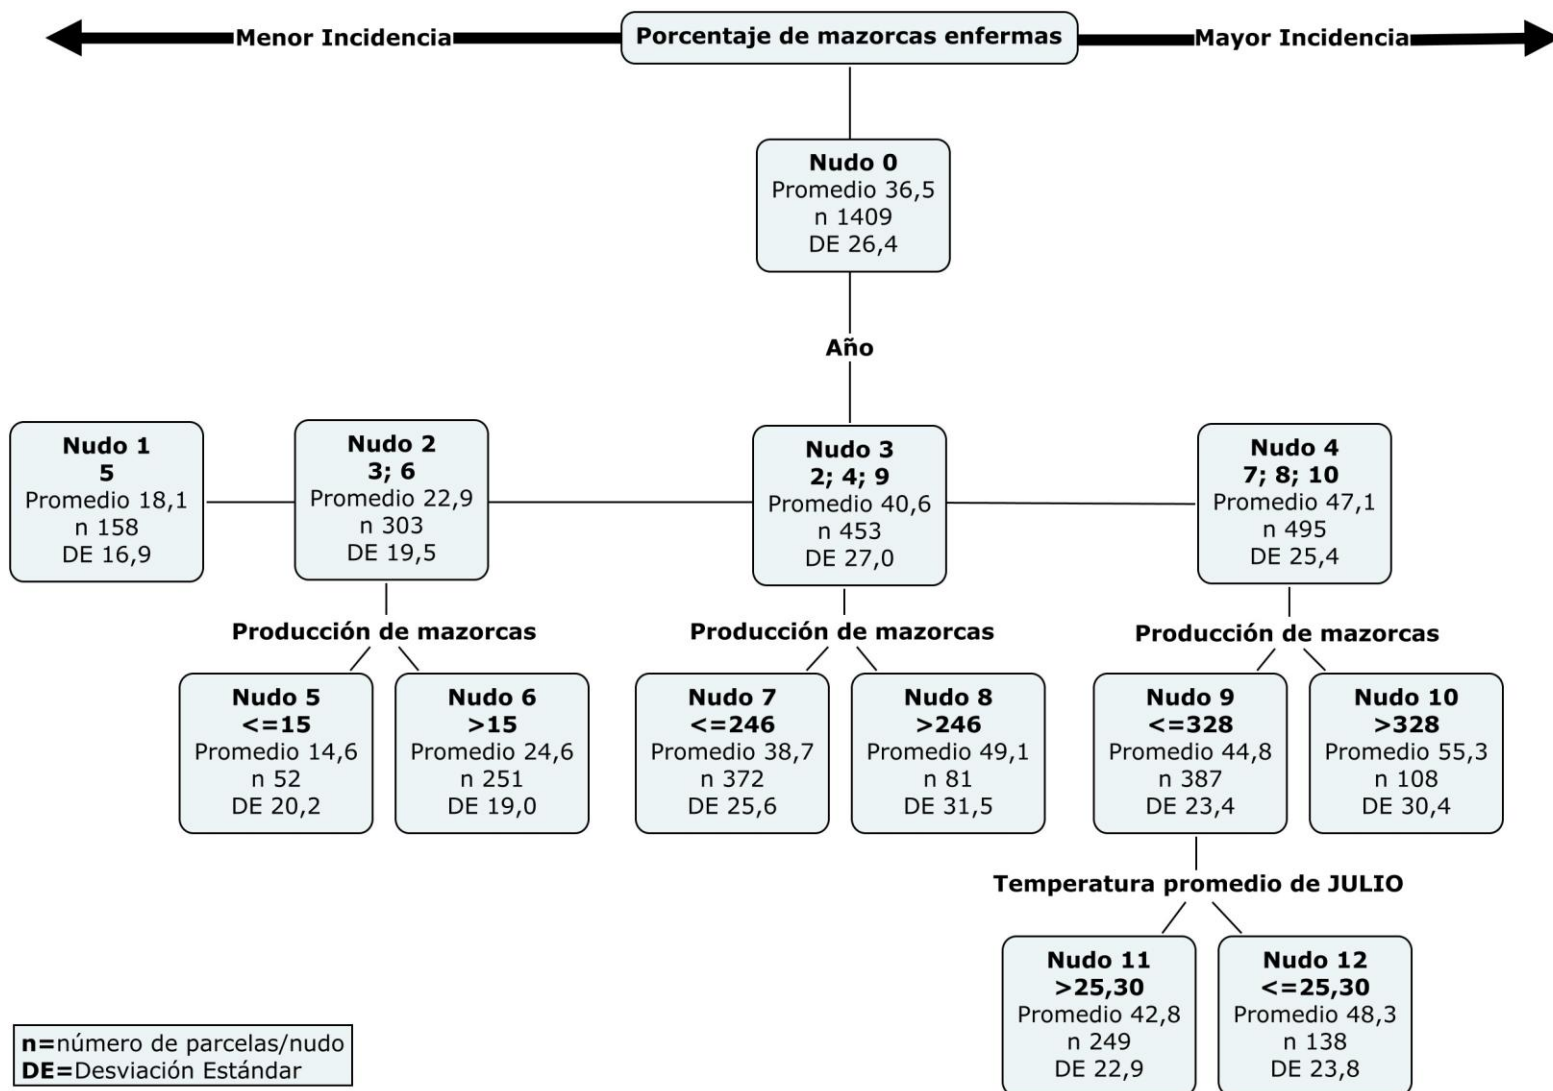 Menor Incidencia
Porcentaje de mazorcas enfermas
Mayor Incidencia
Nudo 0
Promedio 36,5
n 1409
DE 26,4
Año
Nudo 1
5
Promedio 18,1
n 158
DE 16,9
Nudo 2
3; 6
Promedio 22,9
n 303
DE 19,5
Nudo 3
2; 4; 9
Promedio 40,6
n 453
DE 27,0
Nudo 4
7; 8; 10
Promedio 47,1
n 495
DE 25,4
Producción de mazorcas
Producción de mazorcas
Producción de mazorcas
Nudo 5
<=15
Promedio 14,6
n 52
DE 20,2
Nudo 6
>15
Promedio 24,6
n 251
DE 19,0
Nudo 7
<=246
Promedio 38,7
n 372
DE 25,6
Nudo 8
>246
Promedio 49,1
n 81
DE 31,5
Nudo 9
<=328
Promedio 44,8
n 387
DE 23,4
Nudo 10
>328
Promedio 55,3
n 108
DE 30,4
Temperatura promedio de JULIO
Nudo 11
>25,30
Promedio 42,8
n 249
DE 22,9
Nudo 12
<=25,30
Promedio 48,3
n 138
DE 23,8
n=número de parcelas/nudo
DE=Desviación Estándar